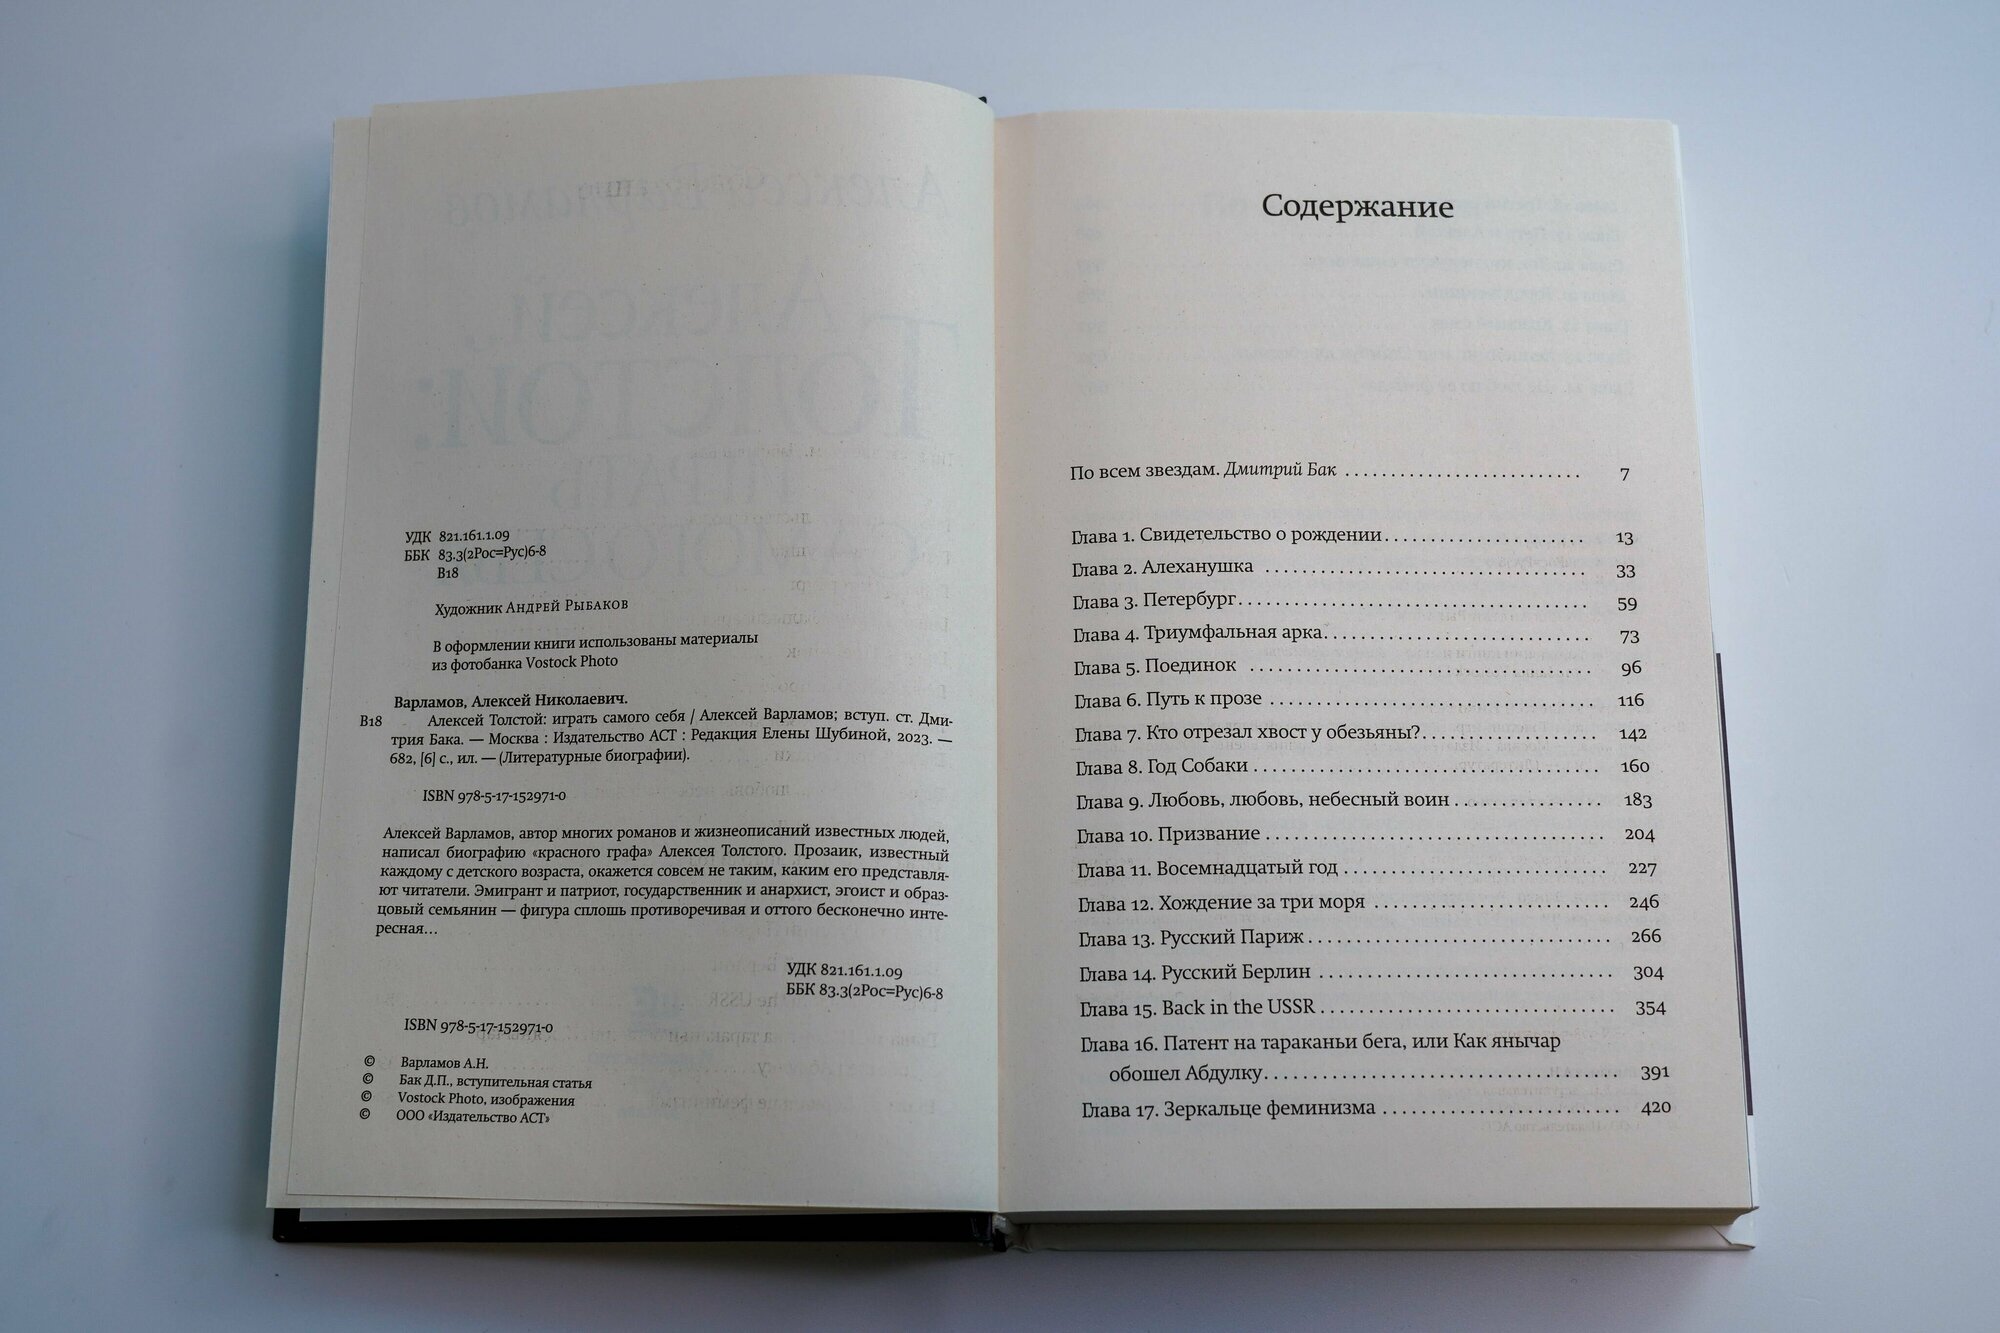 УДК 821.161.1.09
ББК 83.3(2Рос=Рус)6-8
В18
Художник Андрей Рыбаков
В оформлении книги использованы материалы
из фотобанка Vostock Photo
Варламов, Алексей Николаевич.
В18 Алексей Толстой: играть самого себя / Алексей Варламов; вступ. ст. Дми-
трия Бака. — Москва : Издательство АСТ : Редакция Елены Шубиной, 2023. —
682, [6] с., ил. — (Литературные биографии).
ISBN 978-5-17-152971-0
Алексей Варламов, автор многих романов и жизнеописаний известных людей,
написал биографию «красного графа» Алексея Толстого. Прозаик, известный
каждому с детского возраста, окажется совсем не таким, каким его представля-
ют читатели. Эмигрант и патриот, государственник и анархист, эгоист и образ-
цовый семьянин — фигура сплошь противоречивая и оттого бесконечно инте-
ресная...
УДК 821.161.1.09
ББК 83.3(2Рос=Рус)6-8
ISBN 978-5-17-152971-0
© Варламов А.Н.
© Бак Д.П., вступительная статья
© Vostock Photo, изображения
© ООО «Издательство АСТ»
Содержание
По всем звездам. Дмитрий Бак ........................ 7
Глава 1. Свидетельство о рождении..................... 13
Глава 2. Алеханушка ................................. 33
Глава 3. Петербург................................... 59
Глава 4. Триумфальная арка........................... 73
Глава 5. Поединок ................................... 96
Глава 6. Путь к прозе ................................. 116
Глава 7. Кто отрезал хвост у обезьяны?.................. 142
Глава 8. Год Собаки ................................... 160
Глава 9. Любовь, любовь, небесный воин ............... 183
Глава 10. Призвание ................................... 204
Глава 11. Восемнадцатый год ........................... 227
Глава 12. Хождение за три моря ........................ 246
Глава 13. Русский Париж............................... 266
Глава 14. Русский Берлин .............................. 304
Глава 15. Back in the USSR.............................. 354
Глава 16. Патент на тараканьи бега, или Как янычар
обошел Абдулку................................... 391
Глава 17. Зеркальце феминизма ........................ 420